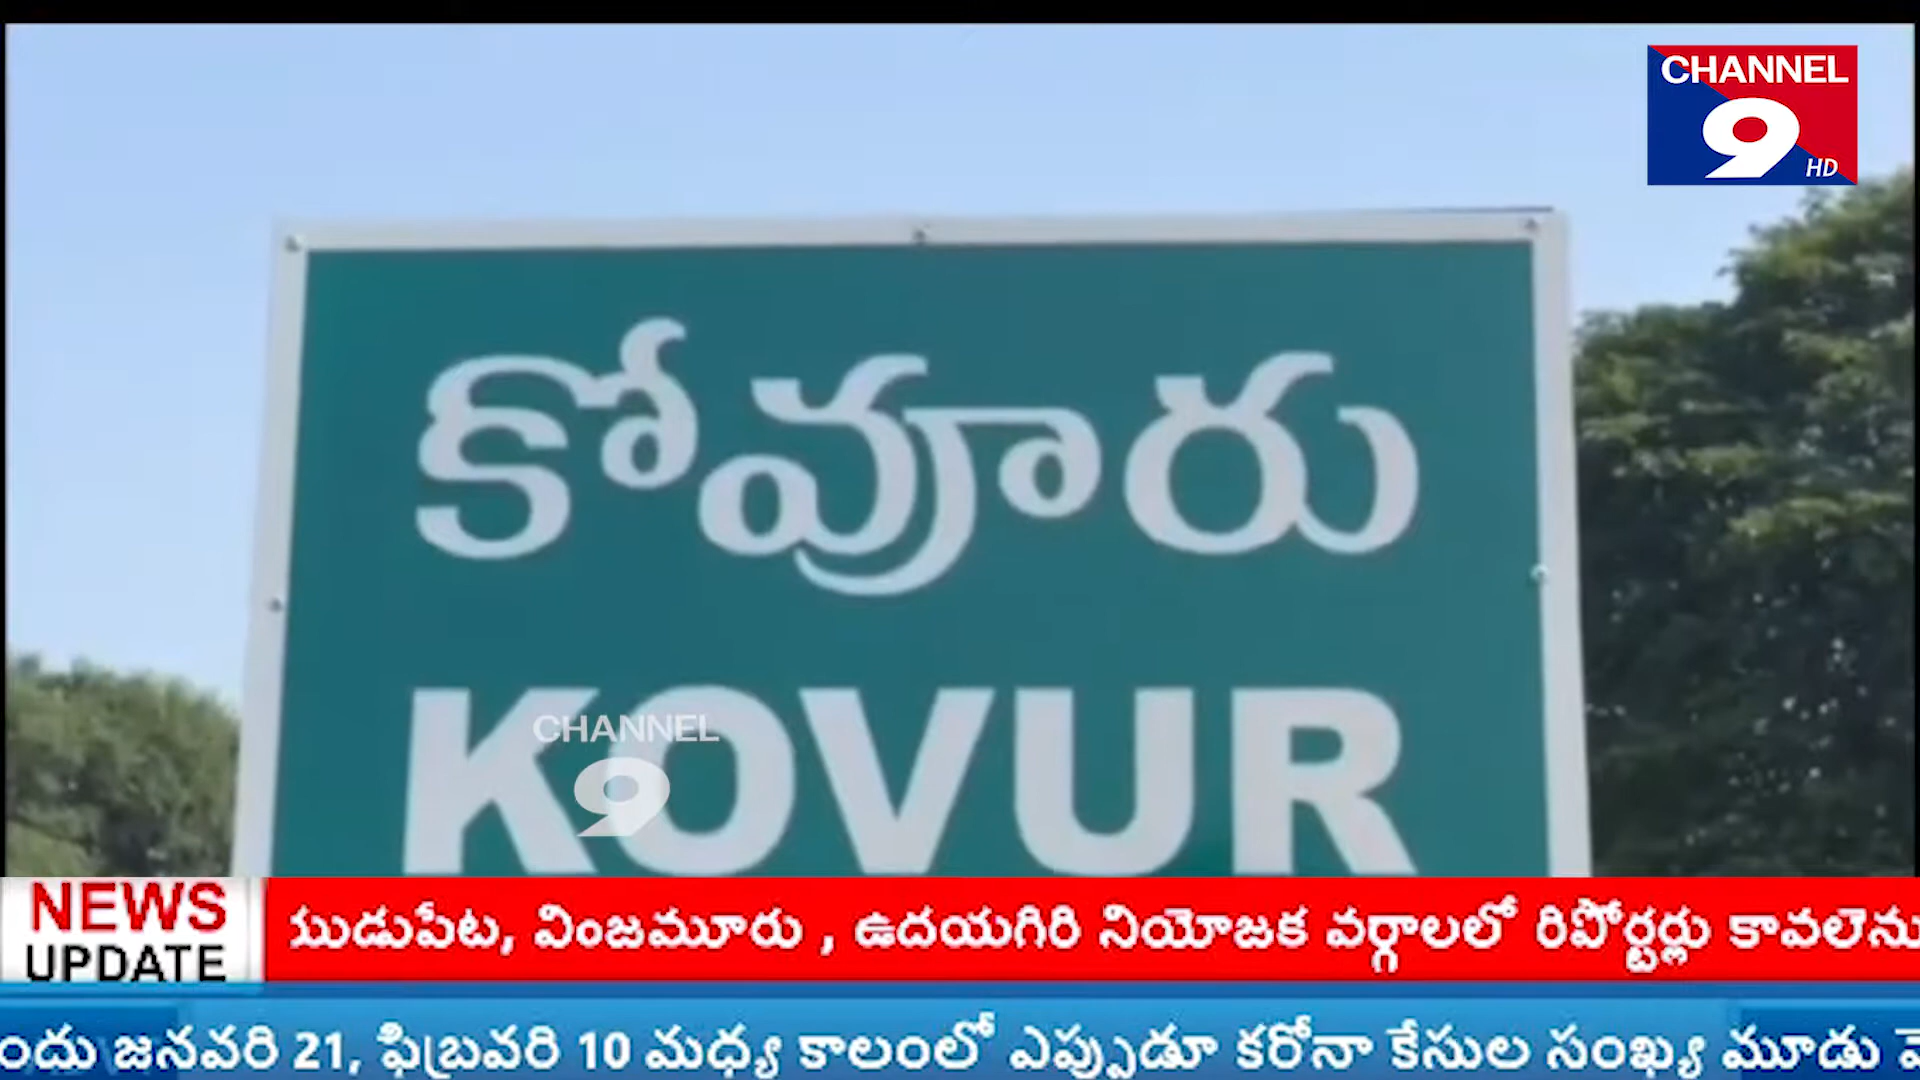 CHANNEL
9
HD
కోవూరు
KOVUR
CHANNEL
9
NEWS
UPDATE
వింజమూరు , ఉదయగిరి నియోజక వర్గాలలో రిపోర్టర్లు కావలెను
జనవరి 21, ఫిబ్రవరి 10 మధ్య కాలంలో ఎప్పుడూ కరోనా కేసుల సంఖ్య మూడు